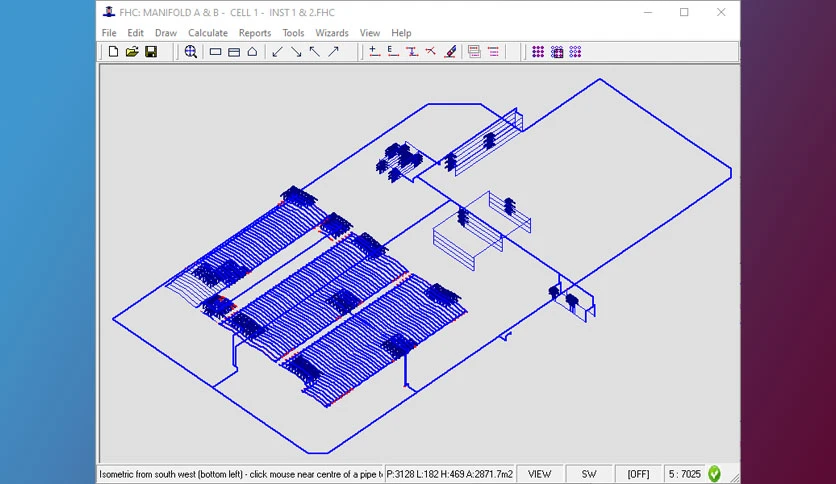 FHC: MANIFOLD A & B - CELL 1 - INST 1 & 2.FHC
File Edit Draw Calculate Reports Tools Wizards View Help
E
Isometric from south west (bottom left) - click mouse near centre of a pipe t P:3128 L:182 H:469 A:2871.7m2 VIEW SW [OFF] 5 : 7025